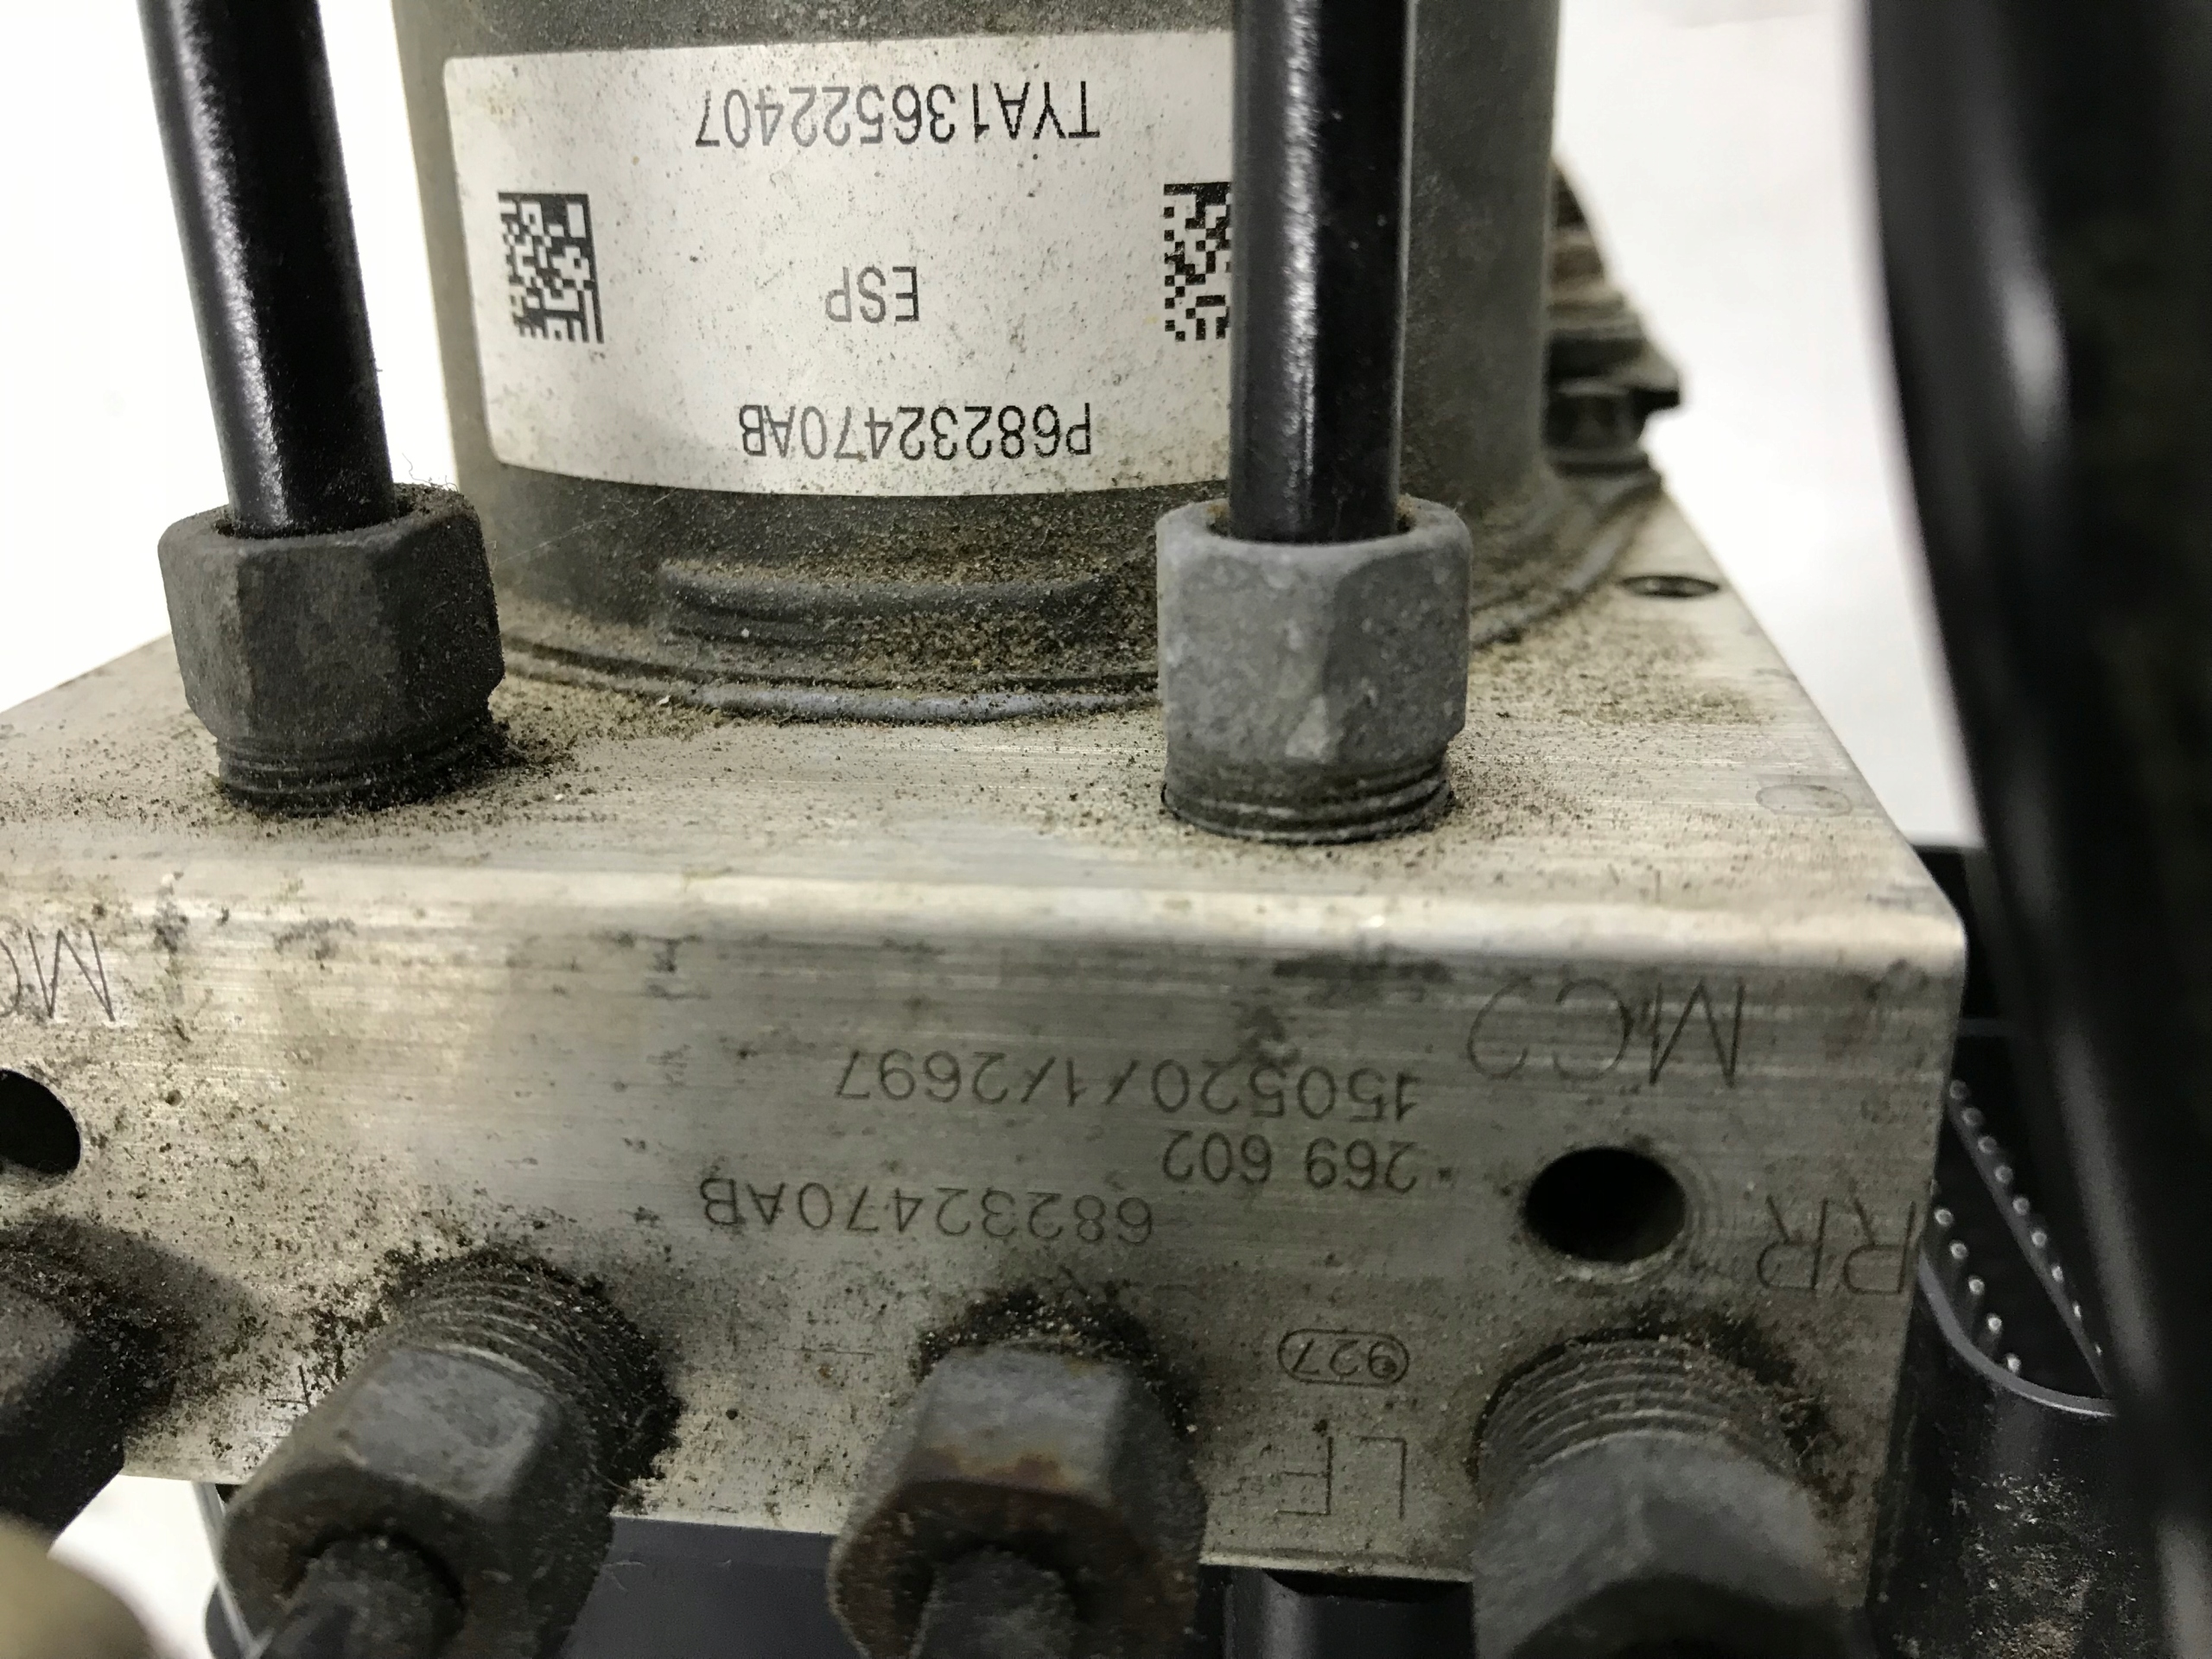 P68232470AB
ESP
TYA136522407
LF
927
RR
68232470AB
269 602
150520/1/2697
MC2